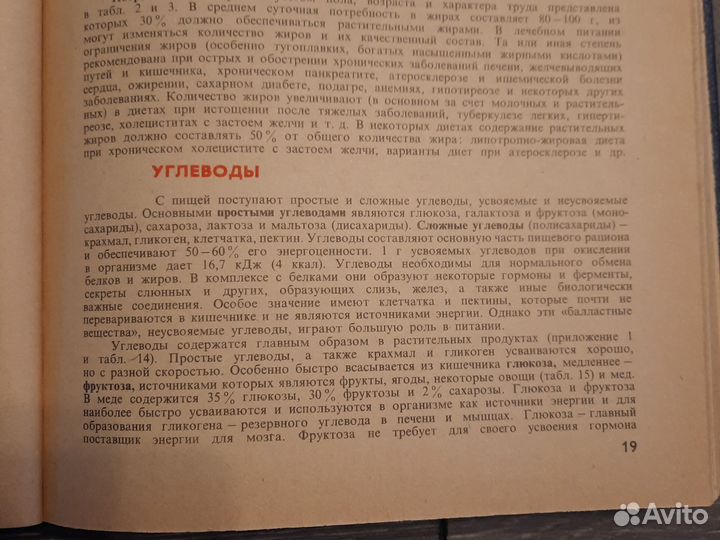 пола, возраста и характера труда представлена
в табл. 2 и 3. В среднем суточная потребность в жирах составляет 80—100 г, из
которых 30% должно обеспечиваться растительными жирами. В лечебном питании
могут изменяться количество жиров и их качественный состав. Та или иная степень
ограничения жиров (особенно тугоплавких, богатых насыщенными жирными кислотами)
рекомендована при острых и обострении хронических заболеваний печени, желчевыводящих
путей и кишечника, хроническом панкреатите, атеросклерозе и ишемической болезни
сердца, ожирении, сахарном диабете, подагре, анемиях, гипотиреозе и некоторых других
заболеваниях. Количество жиров увеличивают (в основном за счет молочных и раститель-
ных) в диетах при истощении после тяжелых заболеваний, туберкулезе легких, гиперти-
реозе, холециститах с застоем желчи и т. д. В некоторых диетах содержание растительных
жиров должно составлять 50% от общего количества жира: липотропно-жировая диета
при хроническом холецистите с застоем желчи, варианты диет при атеросклерозе и др.
УГЛЕВОДЫ
С пищей поступают простые и сложные углеводы, усвояемые и неусвояемые
углеводы. Основными простыми углеводами являются глюкоза, галактоза и фруктоза (моно-
сахариды), сахароза, лактоза и мальтоза (дисахариды). Сложные углеводы (полисахариды) —
крахмал, гликоген, клетчатка, пектин. Углеводы составляют основную часть пищевого рациона
и обеспечивают 50—60% его энергоценности. 1 г усвояемых углеводов при окислении
в организме дает 16,7 кДж (4 ккал). Углеводы необходимы для нормального обмена
белков и жиров. В комплексе с белками они образуют некоторые гормоны и ферменты,
секреты слюнных и других, образующих слизь, желез, а также иные биологически
важные соединения. Особое значение имеют клетчатка и пектины, которые почти не
перевариваются в кишечнике и не являются источниками энергии. Однако эти «балластные
вещества», неусвояемые углеводы, играют большую роль в питании.
Углеводы содержатся главным образом в растительных продуктах (приложение 1
и табл. 14). Простые углеводы, а также крахмал и гликоген усваиваются хорошо,
но с разной скоростью. Особенно быстро всасывается из кишечника глюкоза, медленнее —
фруктоза, источниками которых являются фрукты, ягоды, некоторые овощи (табл. 15) и мед.
В меде содержится 35% глюкозы, 30% фруктозы и 2% сахарозы. Глюкоза и фруктоза
наиболее быстро усваиваются и используются в организме как источники энергии и для
образования гликогена — резервного углевода в печени и мышцах. Глюкоза — главный
поставщик энергии для мозга. Фруктоза не требует для своего усвоения гормона
19
Avito